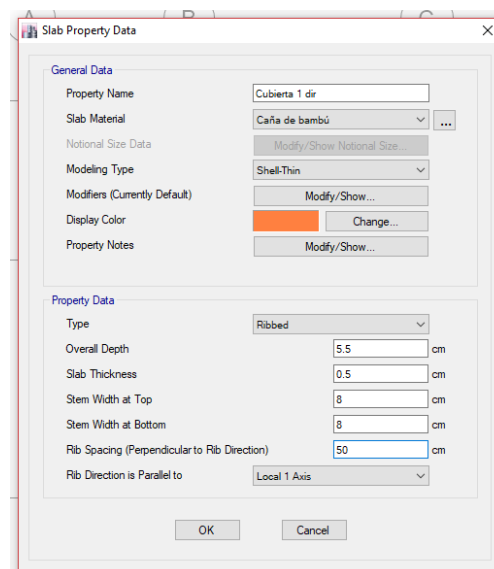 A B C
Slab Property Data
General Data
Property Name Cubierta 1 dir
Slab Material Caña de bambú ...
Notional Size Data Modify/Show Notional Size...
Modeling Type Shell-Thin
Modifiers (Currently Default) Modify/Show...
Display Color Change...
Property Notes Modify/Show...
Property Data
Type Ribbed
Overall Depth 5.5 cm
Slab Thickness 0.5 cm
Stem Width at Top 8 cm
Stem Width at Bottom 8 cm
Rib Spacing (Perpendicular to Rib Direction) 50 cm
Rib Direction is Parallel to Local 1 Axis
OK Cancel